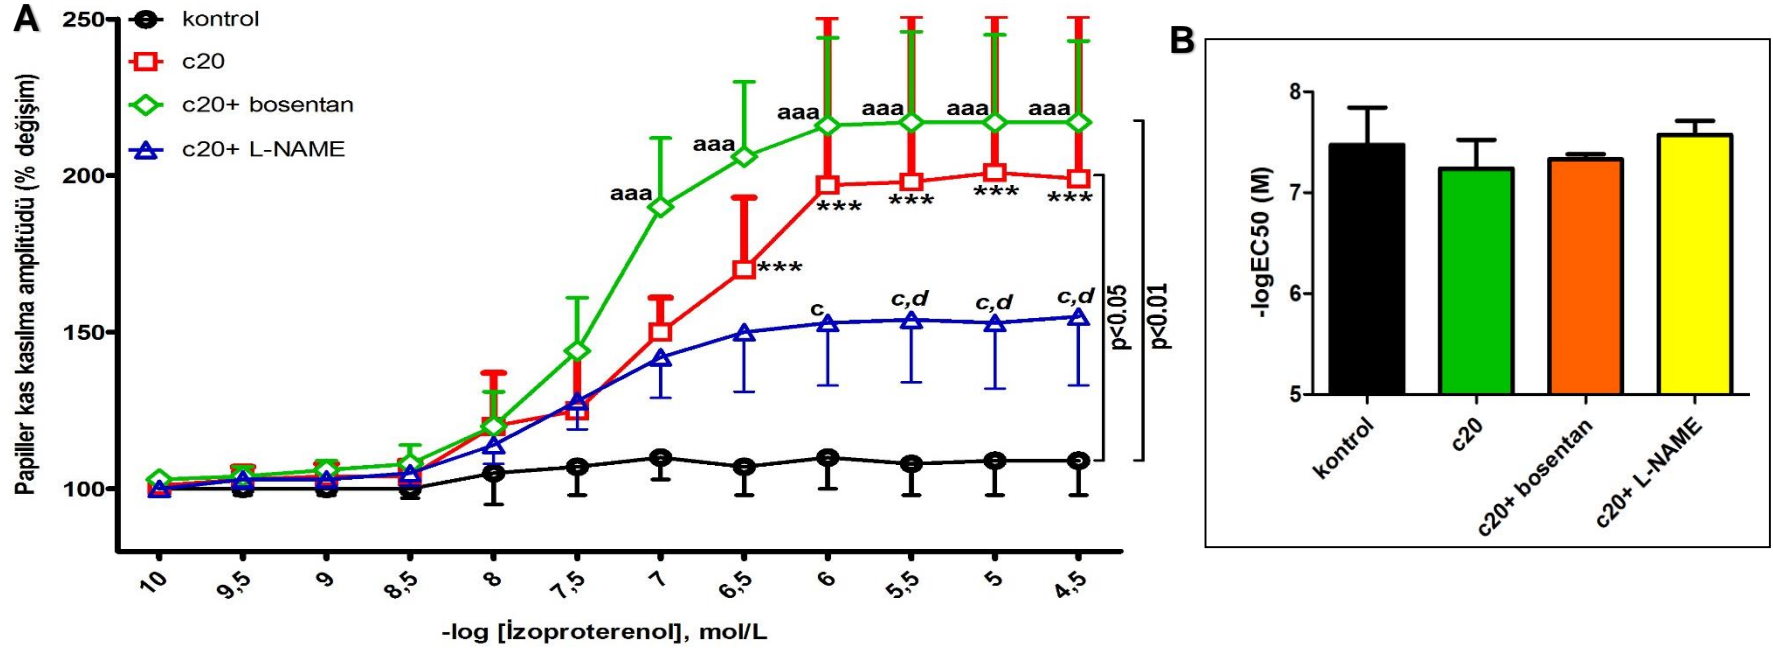 A
250
200
150
100
Papiller kas kasılma amplitüdü (% değişim)
kontrol
c20
c20+ bosentan
c20+ L-NAME
aaa
aaa
aaa
aaa
aaa
aaa
***
***
***
***
***
c
c,d
c,d
c,d
p<0.05
p<0.01
10
9,5
9
8,5
8
7,5
7
6,5
6
5,5
5
4,5
-log [İzoproterenol], mol/L
B
8
7
6
5
-logEC50 (M)
kontrol
c20
c20+ bosentan
c20+ L-NAME